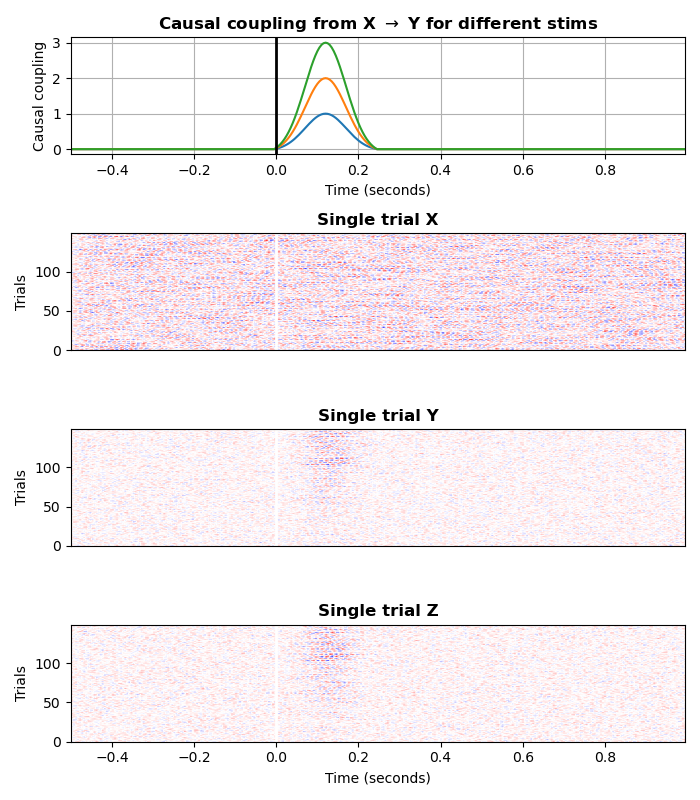 Causal coupling from X → Y for different stims
Causal coupling
3
2
1
0
−0.4 −0.2 0.0 0.2 0.4 0.6 0.8
Time (seconds)
Single trial X
Trials
100
50
0
Single trial Y
Trials
100
50
0
Single trial Z
Trials
100
50
0
−0.4 −0.2 0.0 0.2 0.4 0.6 0.8
Time (seconds)